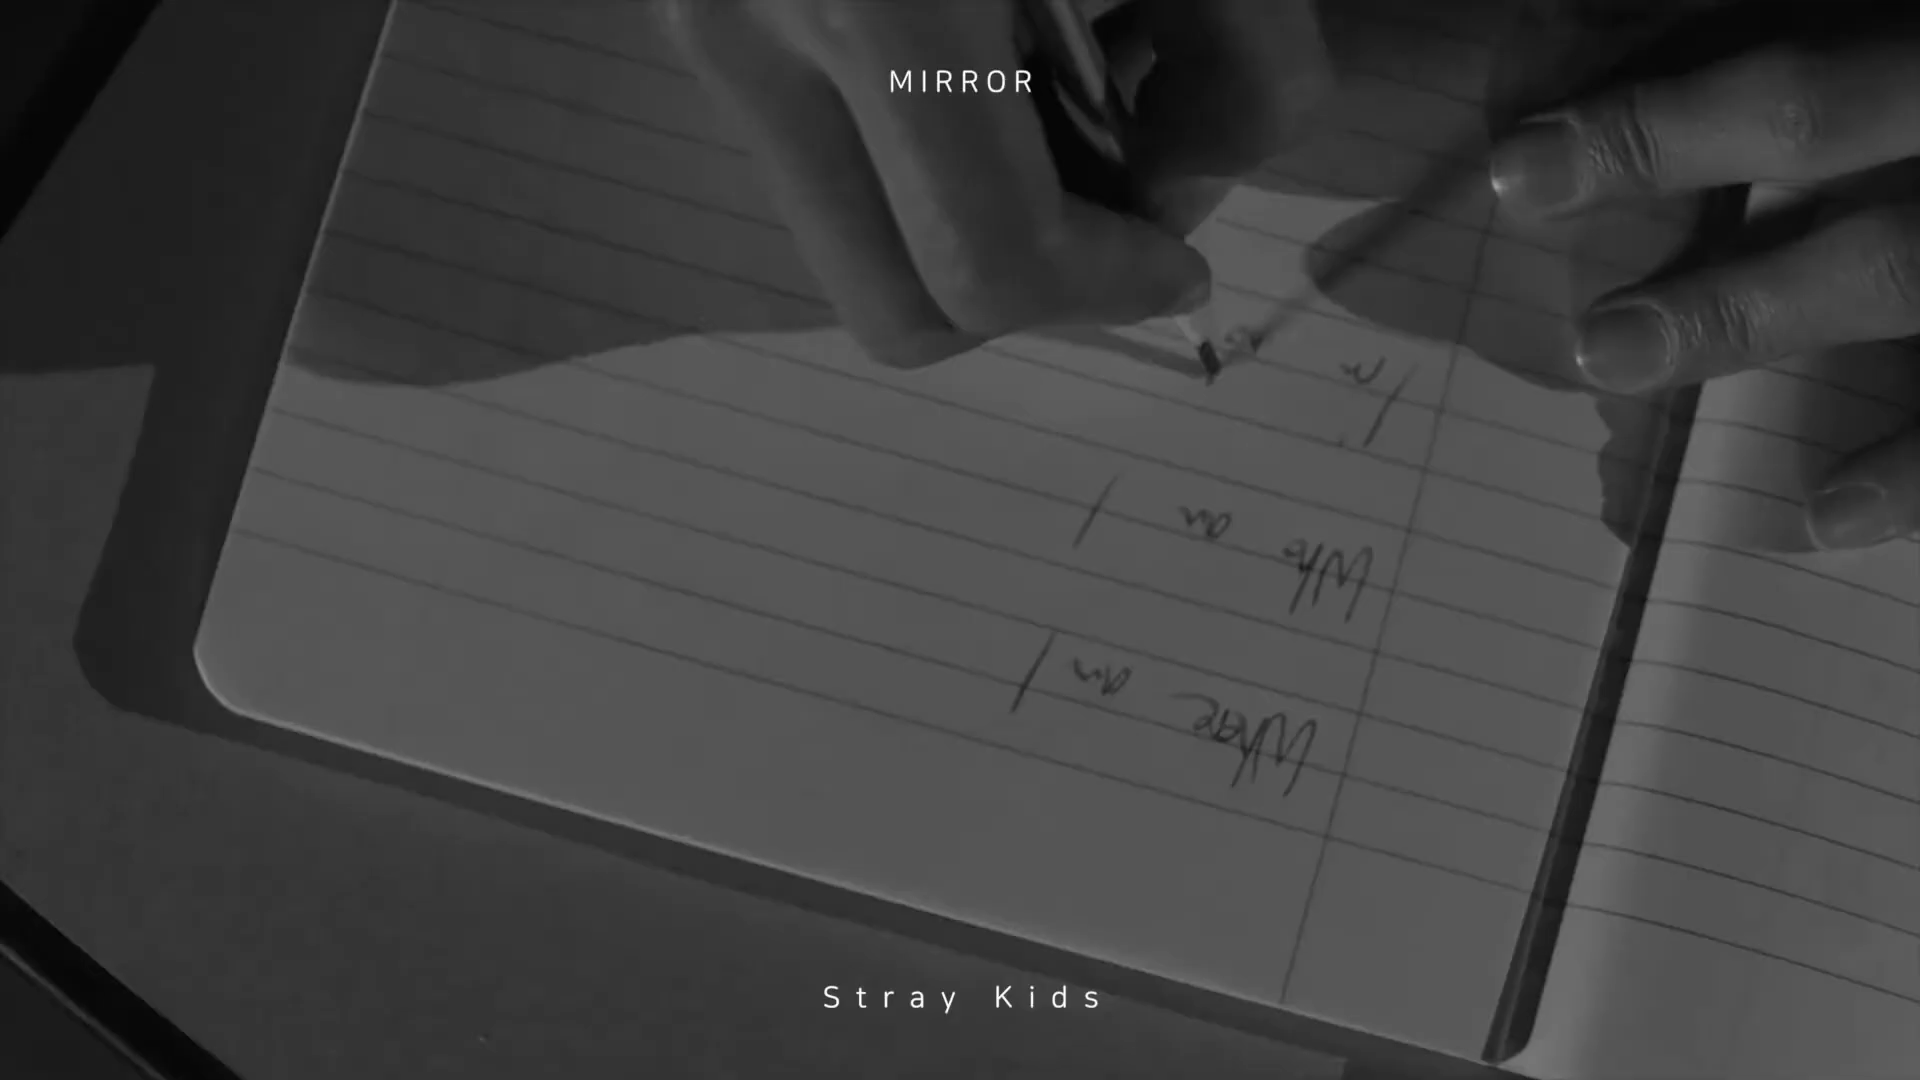 MIRROR
Where am I
Who am I
I'm
Stray Kids